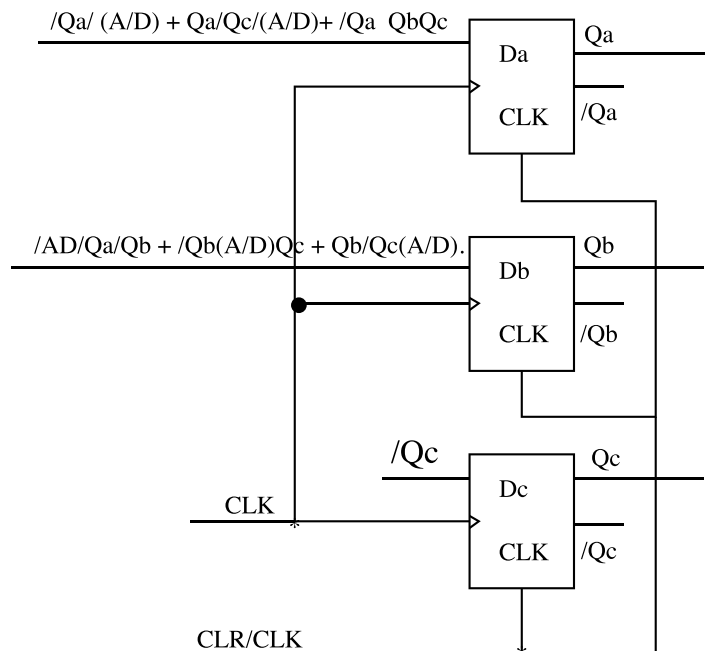 /Qa/ (A/D) + Qa/Qc/(A/D)+ /Qa QbQc
Qa
Da
CLK
/Qa
/AD/Qa/Qb + /Qb(A/D)Qc + Qb/Qc(A/D).
Qb
Db
CLK
/Qb
/Qc
Qc
Dc
CLK
CLK
/Qc
CLR/CLK